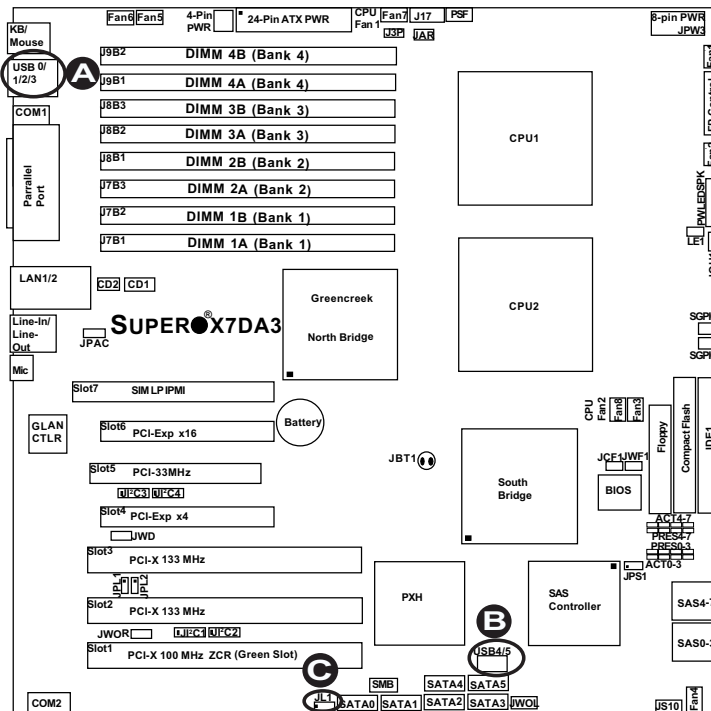 Fan6 Fan5
4-Pin
PWR
24-Pin ATX PWR
CPU
Fan 1
Fan7
J17
PSF
J3P
JAR
8-pin PWR
JPW3
KB/
Mouse
USB 0/
1/2/3
A
COM1
Parrallel
Port
J9B2 DIMM 4B (Bank 4)
J9B1 DIMM 4A (Bank 4)
J8B3 DIMM 3B (Bank 3)
J8B2 DIMM 3A (Bank 3)
J8B1 DIMM 2B (Bank 2)
J7B3 DIMM 2A (Bank 2)
J7B2 DIMM 1B (Bank 1)
J7B1 DIMM 1A (Bank 1)
CPU1
PWLEDSPK
LE1
LAN1/2
CD2 CD1
Greencreek
North Bridge
CPU2
SUPER®X7DA3
Line-In/
Line-
Out
JPAC
Mic
Slot7 SIMLP IPMI
GLAN
CTLR
Slot6 PCI-Exp x16
Battery
CPU
Fan2
Fan8
Fan3
Floppy
Compact Flash
Slot5 PCI-33MHz
JBT1
JCF1 JWF1
BIOS
South
Bridge
JI²C3 JI²C4
Slot4 PCI-Exp x4
ACT4-7
PRES4-7
PRES0-3
ACT0-3
JWD
Slot3
PCI-X 133 MHz
JPL1
JPL2
JPS1
PXH
SAS
Controller
Slot2
PCI-X 133 MHz
JWOR
JI²C1 JI²C2
B
USB4/5
Slot1
PCI-X 100 MHz ZCR (Green Slot)
C
COM2
JL1
SMB
SATA0 SATA1
SATA4 SATA5
SATA2 SATA3
JWOL
JS10
Fan4